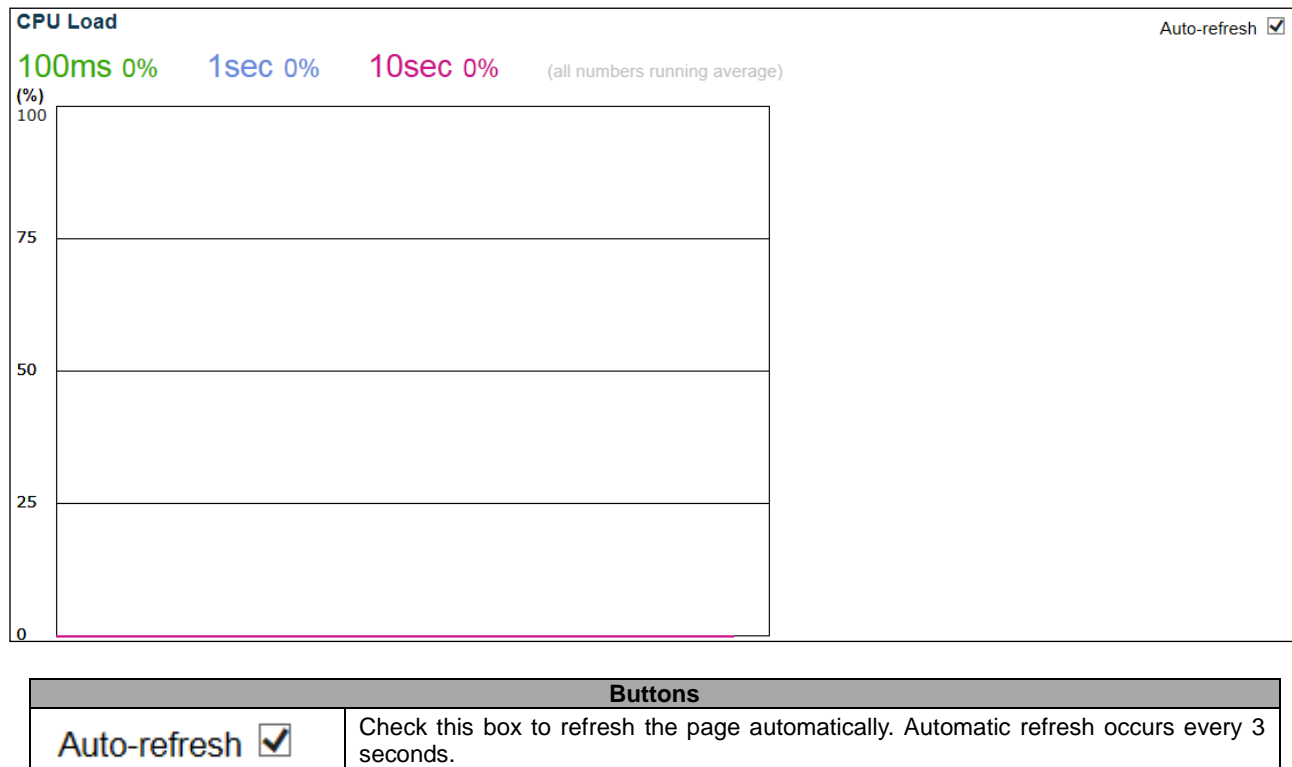 CPU Load
Auto-refresh
100ms 0% 1sec 0% 10sec 0% (all numbers running average)
(%)
100
75
50
25
0
Buttons
Auto-refresh
Check this box to refresh the page automatically. Automatic refresh occurs every 3
seconds.